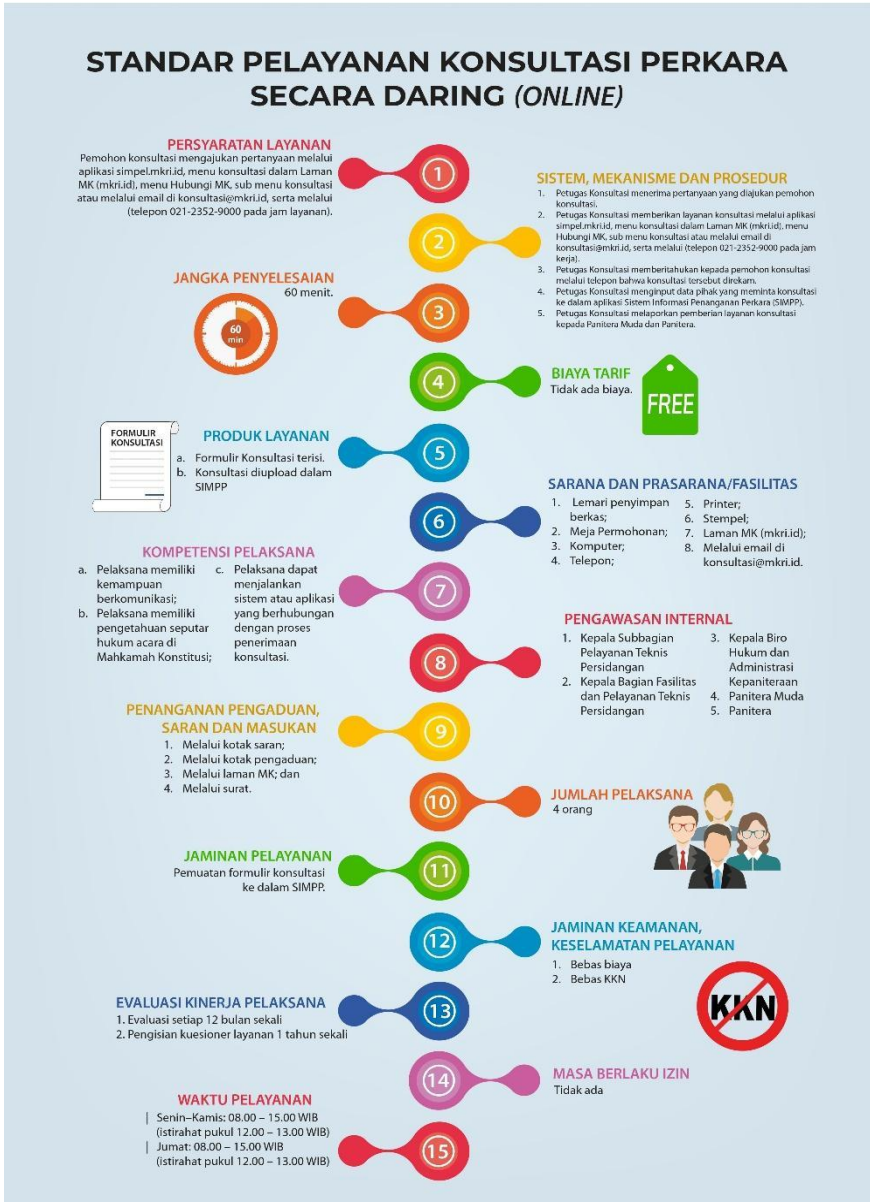 STANDAR PELAYANAN KONSULTASI PERKARA
SECARA DARING (ONLINE)
PERSYARATAN LAYANAN
Pemohon konsultasi mengajukan pertanyaan melalui
aplikasi simpel.mkri.id, menu konsultasi dalam Laman
MK (mkri.id), menu Hubungi MK, sub menu konsultasi
atau melalui email di konsultasi@mkri.id, serta melalui
(telepon 021-2352-9000 pada jam layanan).
1
SISTEM, MEKANISME DAN PROSEDUR
1. Petugas Konsultasi menerima pertanyaan yang diajukan pemohon
konsultasi.
2. Petugas Konsultasi memberikan layanan konsultasi melalui aplikasi
simpel.mkri.id, menu konsultasi dalam Laman MK (mkri.id), menu
Hubungi MK, sub menu konsultasi atau melalui email di
konsultasi@mkri.id, serta melalui (telepon 021-2352-9000 pada jam
kerja).
3. Petugas Konsultasi memberitahukan kepada pemohon konsultasi
melalui telepon bahwa konsultasi tersebut direkam.
4. Petugas Konsultasi menginput data pihak yang meminta konsultasi
ke dalam aplikasi Sistem Informasi Penanganan Perkara (SIMPP).
5. Petugas Konsultasi melaporkan pemberian layanan konsultasi
kepada Panitera Muda dan Panitera.
2
JANGKA PENYELESAIAN
60 menit.
60
min
3
4
BIAYA TARIF
Tidak ada biaya.
FREE
FORMULIR
KONSULTASI
PRODUK LAYANAN
a. Formulir Konsultasi terisi.
b. Konsultasi diupload dalam
SIMPP
5
6
SARANA DAN PRASARANA/FASILITAS
1. Lemari penyimpan
berkas;
2. Meja Permohonan;
3. Komputer;
4. Telepon;
5. Printer;
6. Stempel;
7. Laman MK (mkri.id);
8. Melalui email di
konsultasi@mkri.id.
KOMPETENSI PELAKSANA
a. Pelaksana memiliki
kemampuan
berkomunikasi;
b. Pelaksana memiliki
pengetahuan seputar
hukum acara di
Mahkamah Konstitusi;
c. Pelaksana dapat
menjalankan
sistem atau aplikasi
yang berhubungan
dengan proses
penerimaan
konsultasi.
7
8
PENGAWASAN INTERNAL
1. Kepala Subbagian
Pelayanan Teknis
Persidangan
2. Kepala Bagian Fasilitas
dan Pelayanan Teknis
Persidangan
3. Kepala Biro
Hukum dan
Administrasi
Kepaniteraan
4. Panitera Muda
5. Panitera
PENANGANAN PENGADUAN,
SARAN DAN MASUKAN
1. Melalui kotak saran;
2. Melalui kotak pengaduan;
3. Melalui laman MK; dan
4. Melalui surat.
9
10
JUMLAH PELAKSANA
4 orang
JAMINAN PELAYANAN
Pemuatan formulir konsultasi
ke dalam SIMPP.
11
12
JAMINAN KEAMANAN,
KESELAMATAN PELAYANAN
1. Bebas biaya
2. Bebas KKN
KKN
EVALUASI KINERJA PELAKSANA
1. Evaluasi setiap 12 bulan sekali
2. Pengisian kuesioner layanan 1 tahun sekali
13
14
MASA BERLAKU IZIN
Tidak ada
WAKTU PELAYANAN
| Senin–Kamis: 08.00 – 15.00 WIB
(istirahat pukul 12.00 – 13.00 WIB)
| Jumat: 08.00 – 15.00 WIB
(istirahat pukul 12.00 – 13.00 WIB)
15